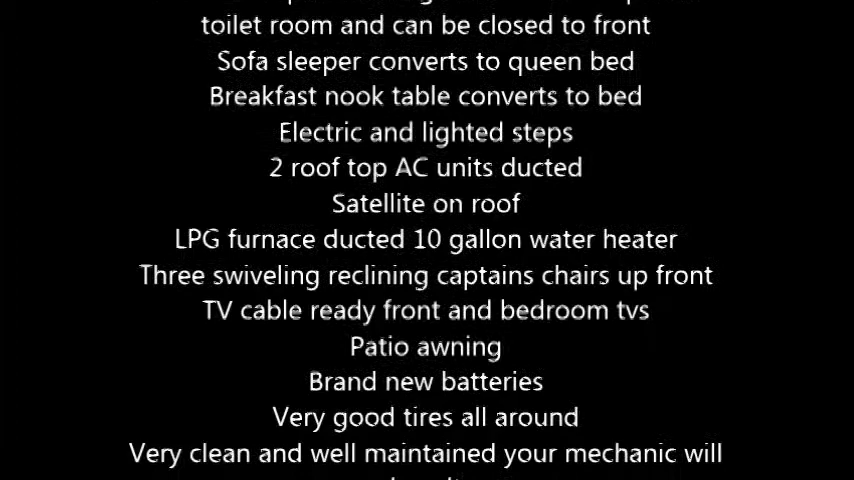 toilet room and can be closed to front
Sofa sleeper converts to queen bed
Breakfast nook table converts to bed
Electric and lighted steps
2 roof top AC units ducted
Satellite on roof
LPG furnace ducted 10 gallon water heater
Three swiveling reclining captains chairs up front
TV cable ready front and bedroom tvs
Patio awning
Brand new batteries
Very good tires all around
Very clean and well maintained your mechanic will